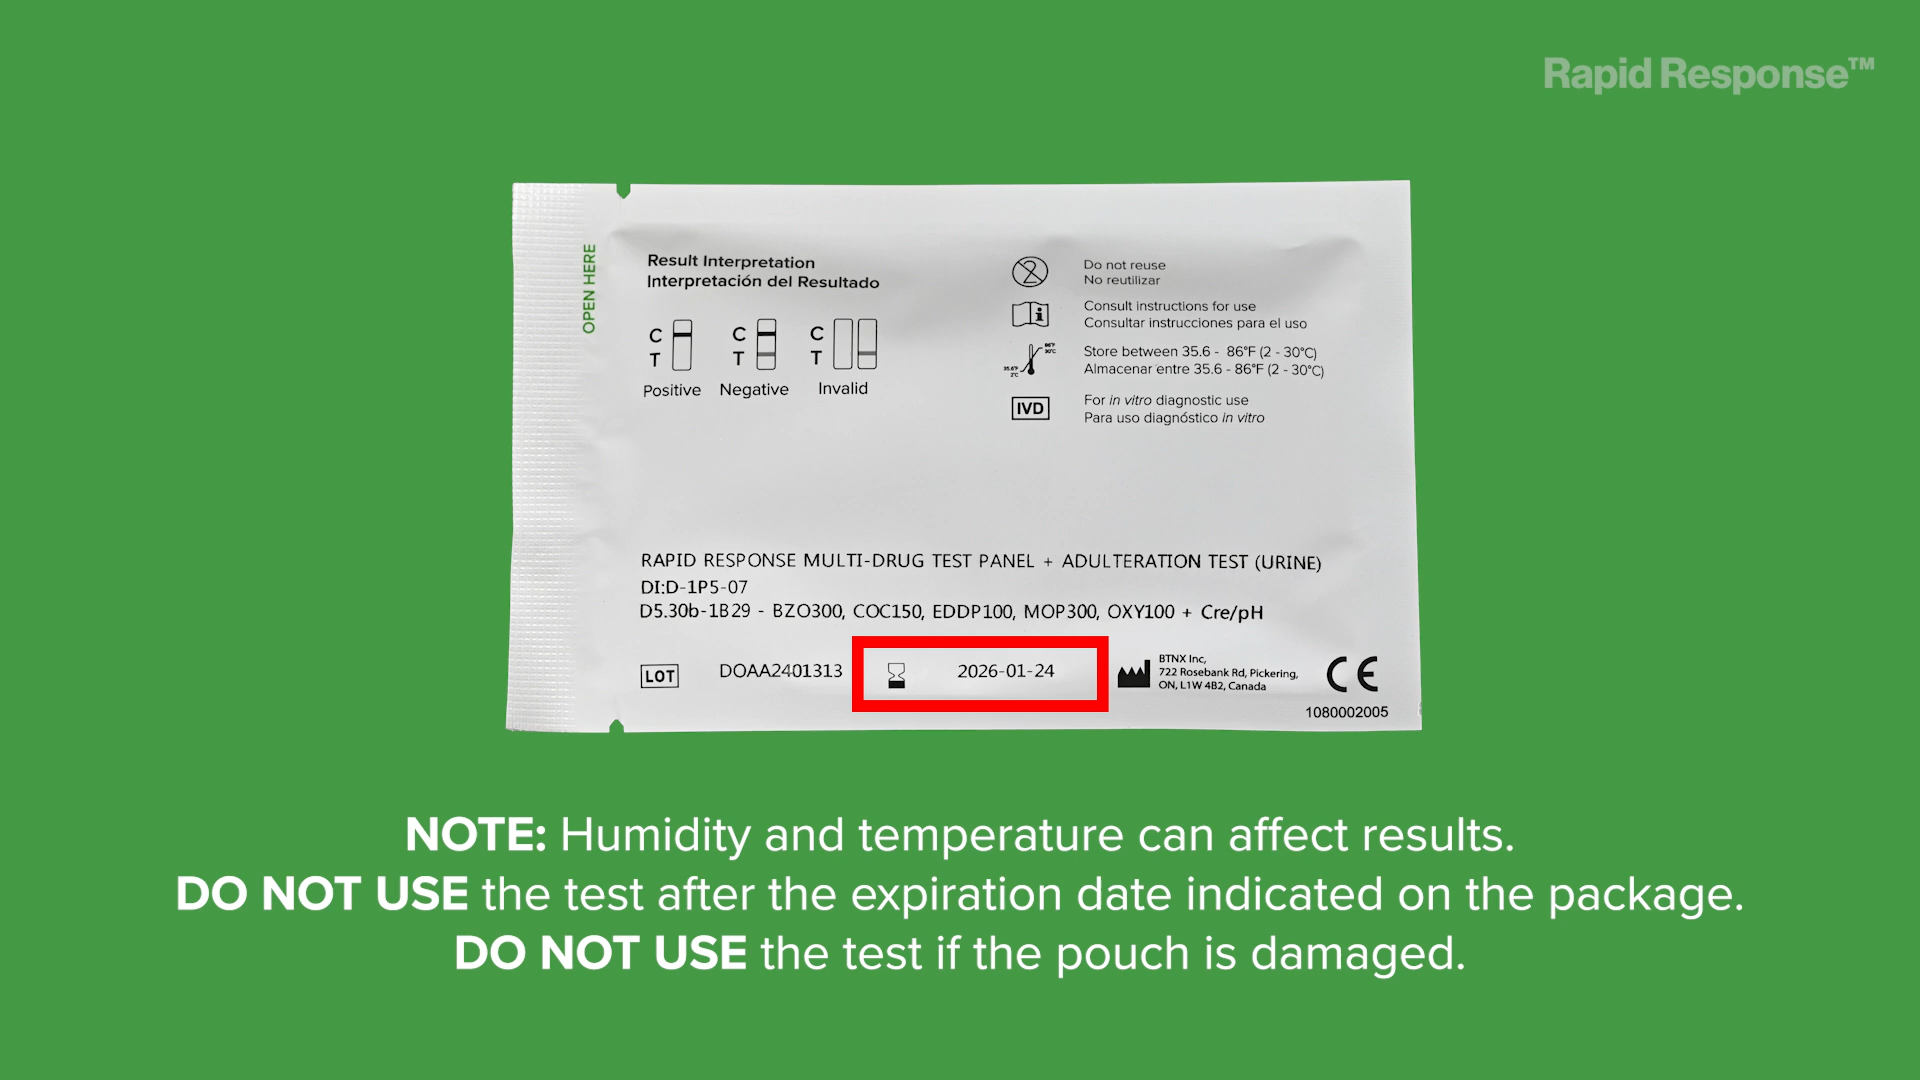 Rapid Response™
OPEN HERE
Result Interpretation
Interpretación del Resultado
C
T
Positive
C
T
Negative
C
T
Invalid
2
Do not reuse
No reutilizar
i
Consult instructions for use
Consultar instrucciones para el uso
35.6°F
2°C
86°F
30°C
Store between 35.6 - 86°F (2 - 30°C)
Almacenar entre 35.6 - 86°F (2 - 30°C)
IVD
For in vitro diagnostic use
Para uso diagnóstico in vitro
RAPID RESPONSE MULTI-DRUG TEST PANEL + ADULTERATION TEST (URINE)
DI:D-1P5-07
D5.30b-1B29 - BZO300, COC150, EDDP100, MOP300, OXY100 + Cre/pH
LOT DOAA2401313
2026-01-24
BTNX Inc,
722 Rosebank Rd, Pickering,
ON, L1W 4B2, Canada
CE
1080002005
NOTE: Humidity and temperature can affect results.
DO NOT USE the test after the expiration date indicated on the package.
DO NOT USE the test if the pouch is damaged.